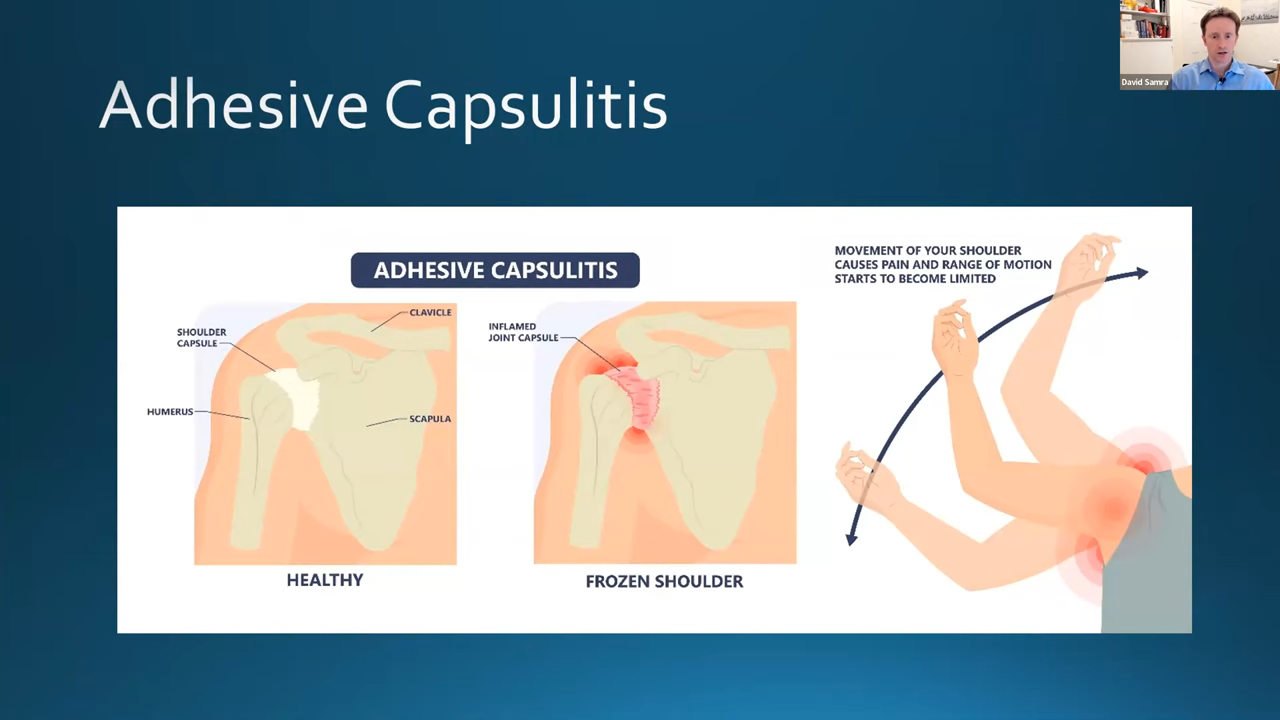 David Samra
Adhesive Capsulitis
ADHESIVE CAPSULITIS
SHOULDER
CAPSULE
CLAVICLE
HUMERUS
SCAPULA
HEALTHY
INFLAMED
JOINT CAPSULE
FROZEN SHOULDER
MOVEMENT OF YOUR SHOULDER
CAUSES PAIN AND RANGE OF MOTION
STARTS TO BECOME LIMITED